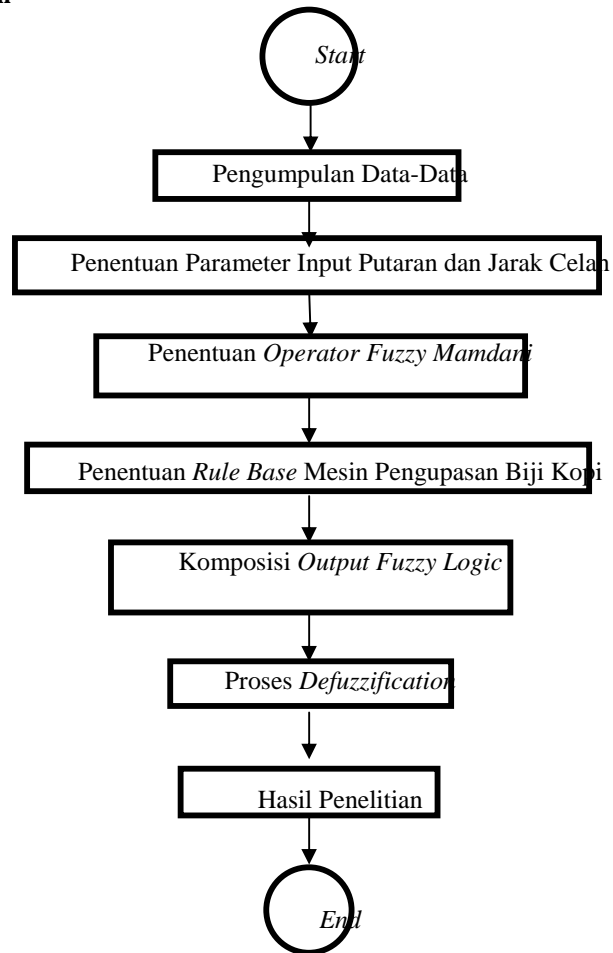 Start
Pengumpulan Data-Data
Penentuan Parameter Input Putaran dan Jarak Celah
Penentuan Operator Fuzzy Mamdani
Penentuan Rule Base Mesin Pengupasan Biji Kopi
Komposisi Output Fuzzy Logic
Proses Defuzzification
Hasil Penelitian
End